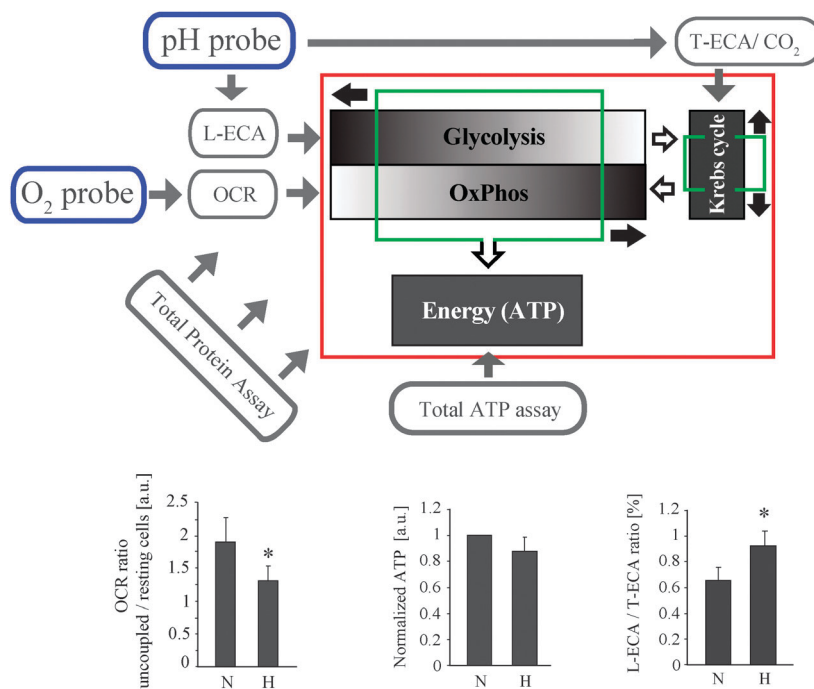 pH probe
T-ECA/ CO₂
L-ECA
Glycolysis
Krebs cycle
O₂ probe
OCR
OxPhos
Energy (ATP)
Total Protein Assay
Total ATP assay
OCR ratio
uncoupled / resting cells [a.u.]
2.5
2
1.5
1
0.5
0
*
N H
Normalized ATP [a.u.]
1.2
1
0.8
0.6
0.4
0.2
0
N H
L-ECA / T-ECA ratio [%]
1.2
1
0.8
0.6
0.4
0.2
0
*
N H